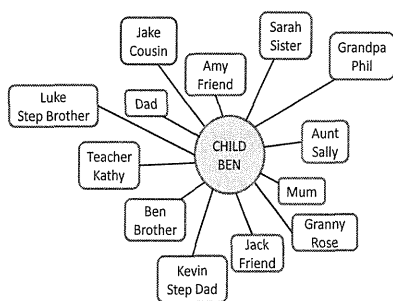 Jake
Cousin
Sarah
Sister
Amy
Friend
Grandpa
Phil
Luke
Step Brother
Dad
CHILD
BEN
Aunt
Sally
Teacher
Kathy
Mum
Ben
Brother
Granny
Rose
Jack
Friend
Kevin
Step Dad